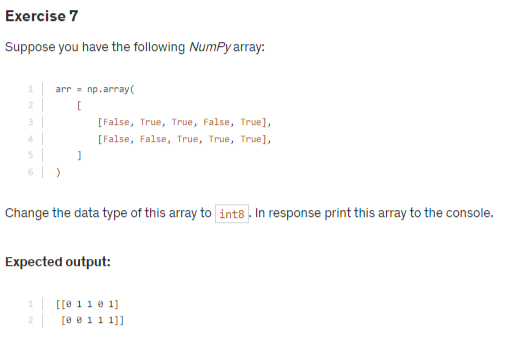 Exercise 7
Suppose you have the following NumPy array:
1 arr = np.array(
2     [
3         [False, True, True, False, True],
4         [False, False, True, True, True],
5     ]
6 )
Change the data type of this array to int8. In response print this array to the console.
Expected output:
1 [[0 1 1 0 1]
2  [0 0 1 1 1]]